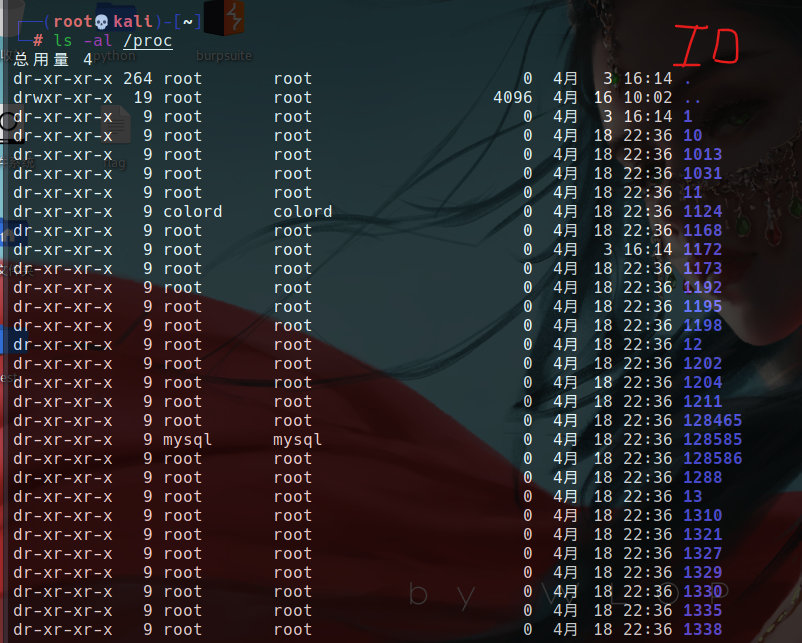 (root💀kali)-[~]
# ls -al /proc
总用量 4
dr-xr-xr-x 264 root root 0 4月 3 16:14 .
drwxr-xr-x 19 root root 4096 4月 16 10:02 ..
dr-xr-xr-x 9 root root 0 4月 3 16:14 1
dr-xr-xr-x 9 root root 0 4月 18 22:36 10
dr-xr-xr-x 9 root root 0 4月 18 22:36 1013
dr-xr-xr-x 9 root root 0 4月 18 22:36 1031
dr-xr-xr-x 9 root root 0 4月 18 22:36 11
dr-xr-xr-x 9 colord colord 0 4月 18 22:36 1124
dr-xr-xr-x 9 root root 0 4月 18 22:36 1168
dr-xr-xr-x 9 root root 0 4月 3 16:14 1172
dr-xr-xr-x 9 root root 0 4月 18 22:36 1173
dr-xr-xr-x 9 root root 0 4月 18 22:36 1192
dr-xr-xr-x 9 root root 0 4月 18 22:36 1195
dr-xr-xr-x 9 root root 0 4月 18 22:36 1198
dr-xr-xr-x 9 root root 0 4月 18 22:36 12
dr-xr-xr-x 9 root root 0 4月 18 22:36 1202
dr-xr-xr-x 9 root root 0 4月 18 22:36 1204
dr-xr-xr-x 9 root root 0 4月 18 22:36 1211
dr-xr-xr-x 9 root root 0 4月 18 22:36 128465
dr-xr-xr-x 9 mysql mysql 0 4月 18 22:36 128585
dr-xr-xr-x 9 root root 0 4月 18 22:36 128586
dr-xr-xr-x 9 root root 0 4月 18 22:36 1288
dr-xr-xr-x 9 root root 0 4月 18 22:36 13
dr-xr-xr-x 9 root root 0 4月 18 22:36 1310
dr-xr-xr-x 9 root root 0 4月 18 22:36 1321
dr-xr-xr-x 9 root root 0 4月 18 22:36 1327
dr-xr-xr-x 9 root root 0 4月 18 22:36 1329
dr-xr-xr-x 9 root root 0 4月 18 22:36 1330
dr-xr-xr-x 9 root root 0 4月 18 22:36 1335
dr-xr-xr-x 9 root root 0 4月 18 22:36 1338
ID
python
burpsuite
flag
by WLOP